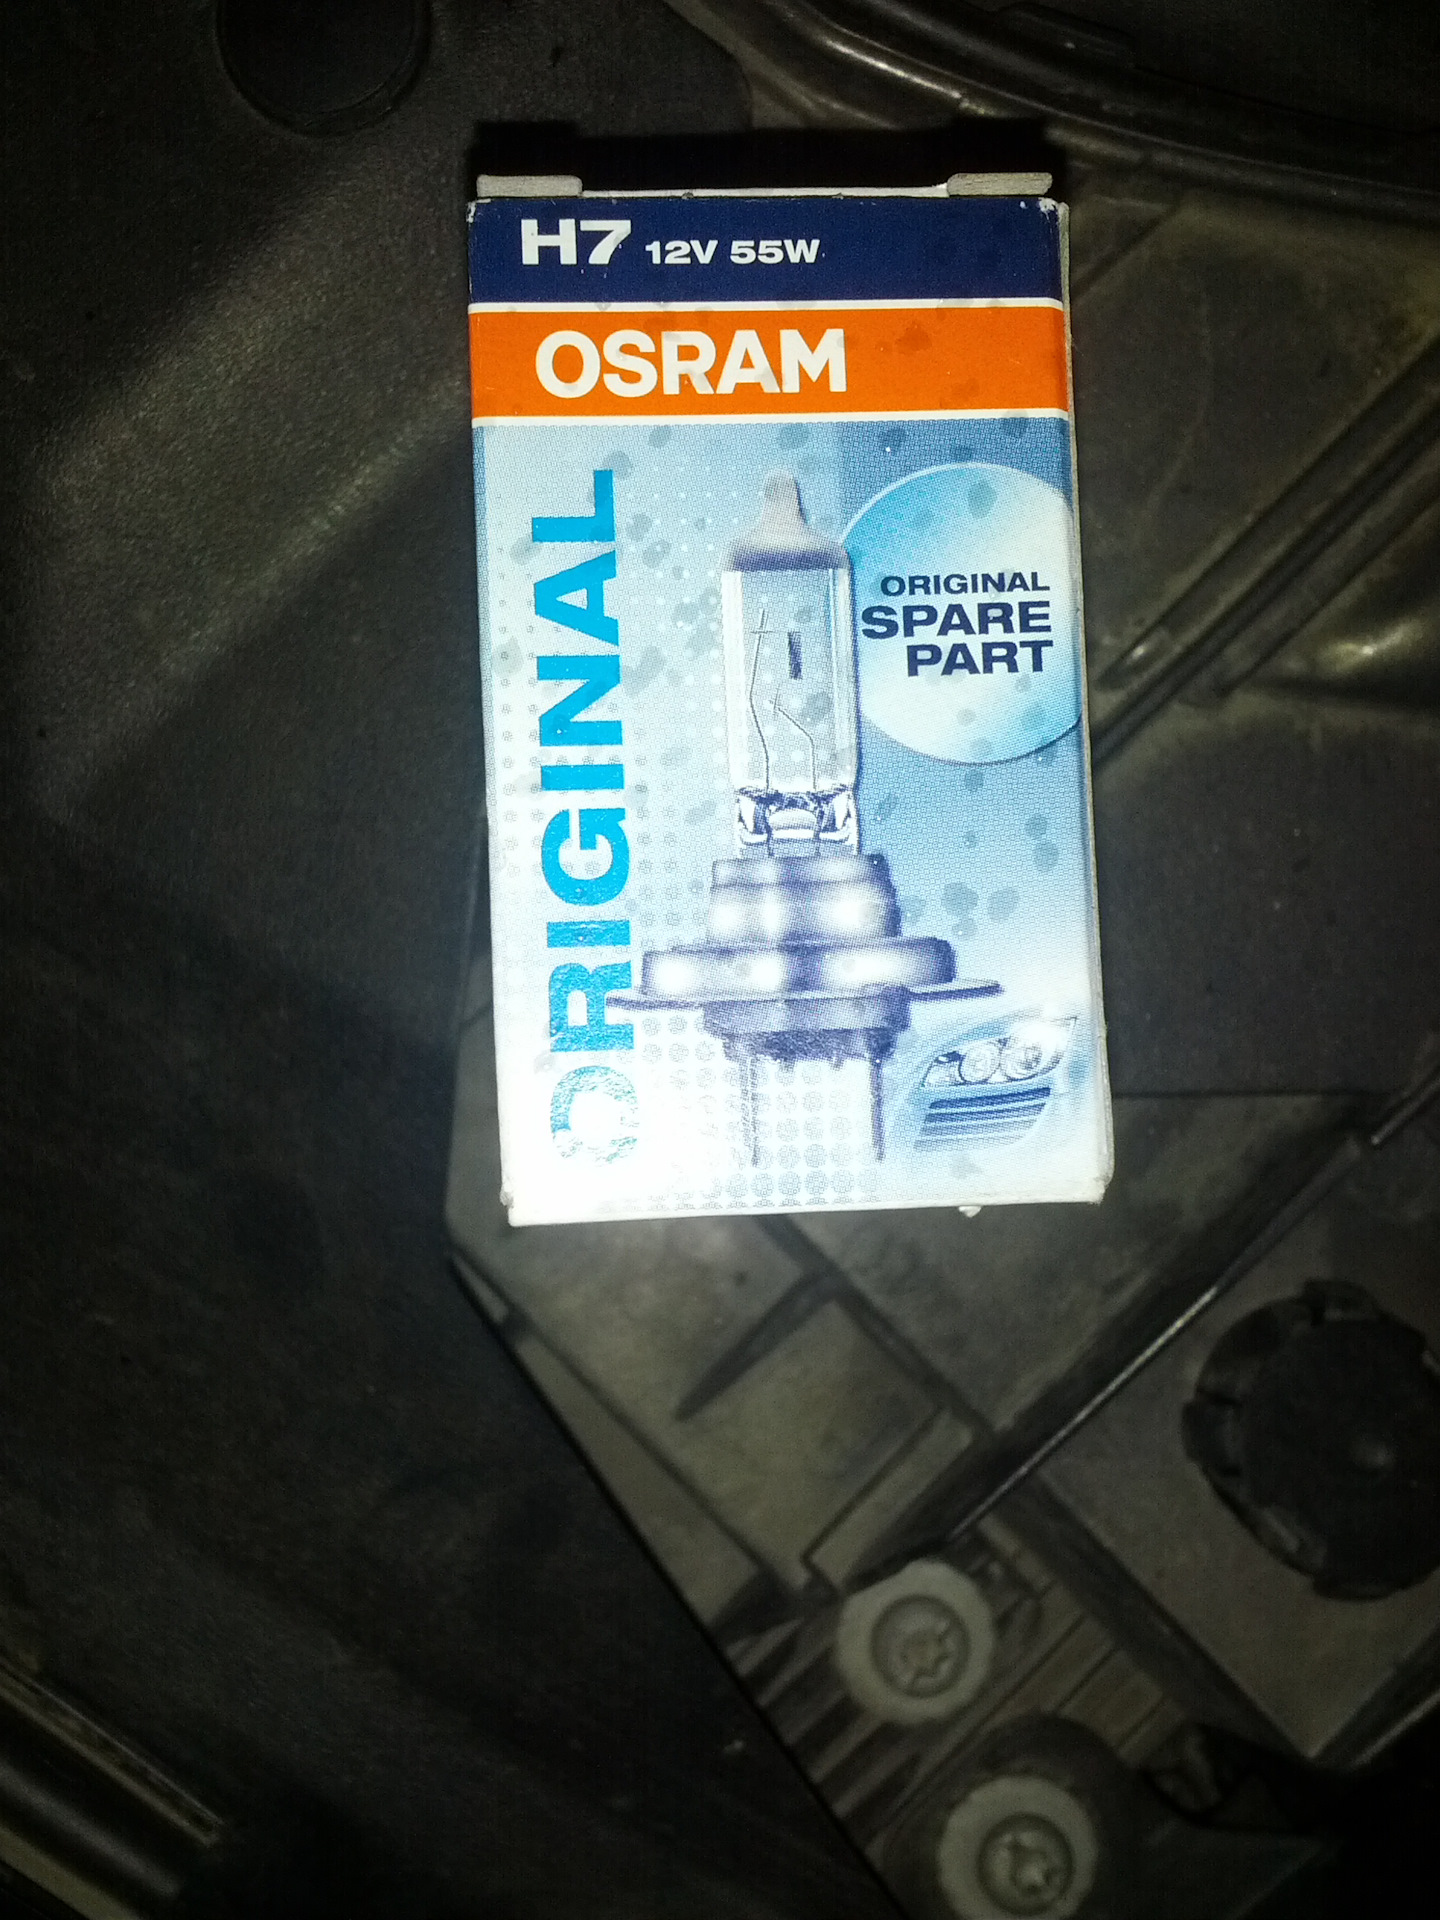 H7 12V 55W
OSRAM
ORIGINAL
ORIGINAL
SPARE
PART